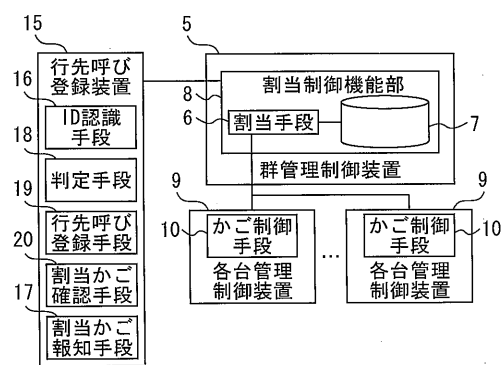 15
行先呼び
登録装置
16
ID認識
手段
18
判定手段
19
行先呼び
登録手段
20
割当かご
確認手段
17
割当かご
報知手段
5
割当制御機能部
8
6
割当手段
7
群管理制御装置
9
10
かご制御
手段
各台管理
制御装置
…
9
かご制御
手段
10
各台管理
制御装置